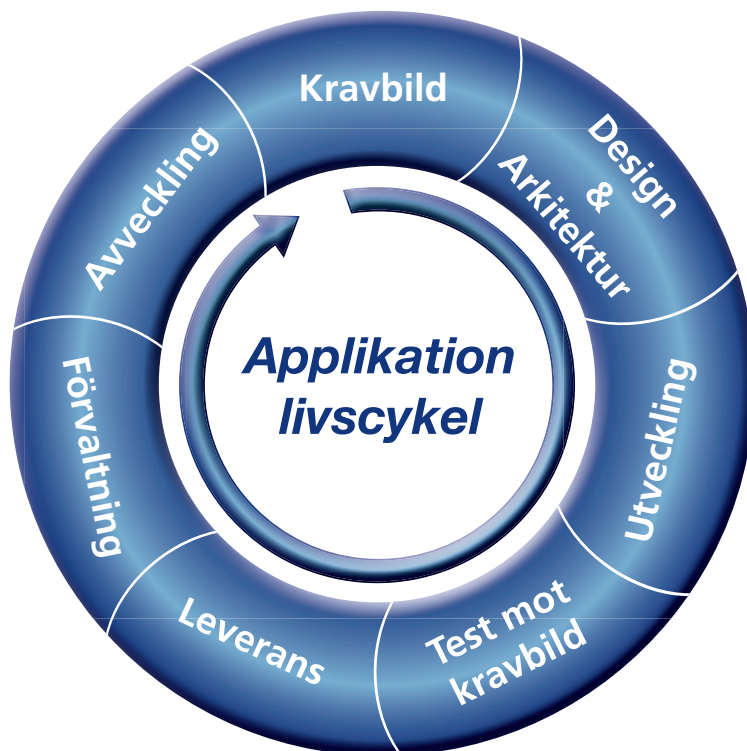 Kravbild
Design
&
Arkitektur
Utveckling
Test mot
kravbild
Leverans
Förvaltning
Avveckling
Applikation
livscykel